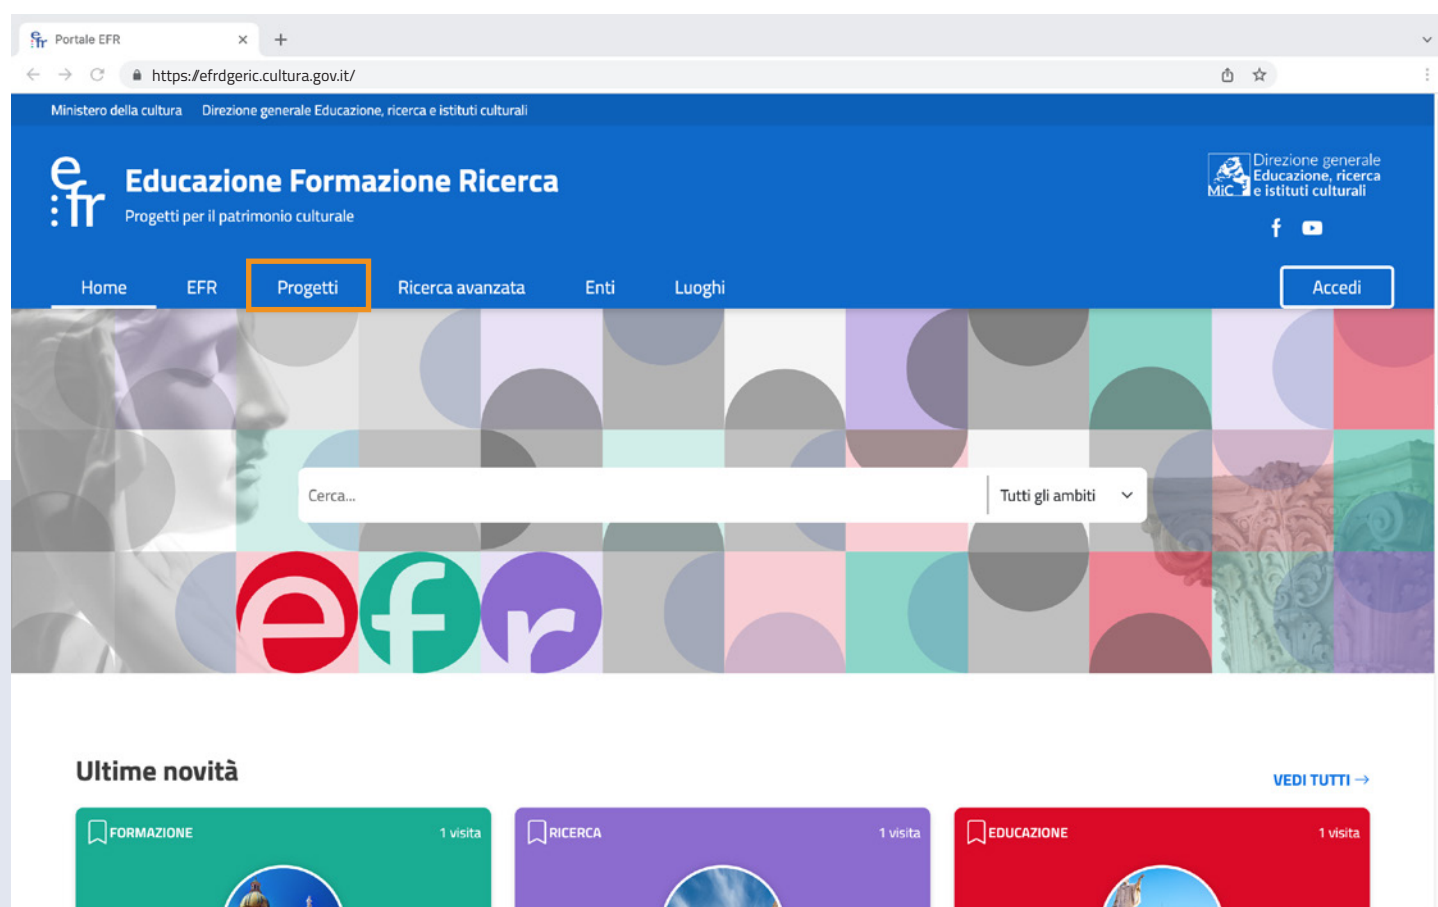 Portale EFR
https://efrdgeric.cultura.gov.it/
Ministero della cultura Direzione generale Educazione, ricerca e istituti culturali
e
fr
Educazione Formazione Ricerca
Progetti per il patrimonio culturale
MiC
Direzione generale
Educazione, ricerca
e istituti culturali
Home EFR Progetti Ricerca avanzata Enti Luoghi Accedi
Cerca... Tutti gli ambiti
efr
Ultime novità
VEDI TUTTI →
FORMAZIONE 1 visita
RICERCA 1 visita
EDUCAZIONE 1 visita